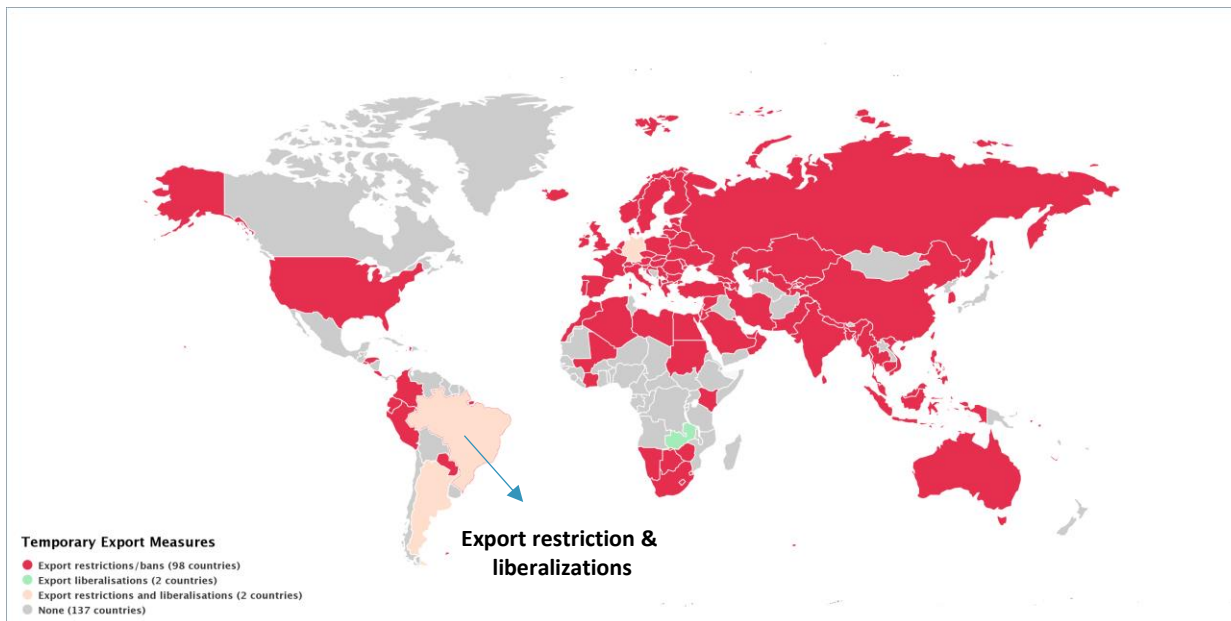 Export restriction &
liberalizations
Temporary Export Measures
Export restrictions/bans (98 countries)
Export liberalisations (2 countries)
Export restrictions and liberalisations (2 countries)
None (137 countries)